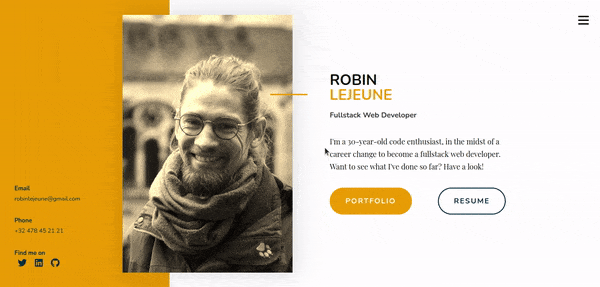 ROBIN
LEJEUNE
Fullstack Web Developer
I'm a 30-year-old code enthusiast, in the midst of a
career change to become a fullstack web developer.
Want to see what I've done so far? Have a look!
PORTFOLIO
RESUME
Email
robinlejeune@gmail.com
Phone
+32 478 45 21 21
Find me on